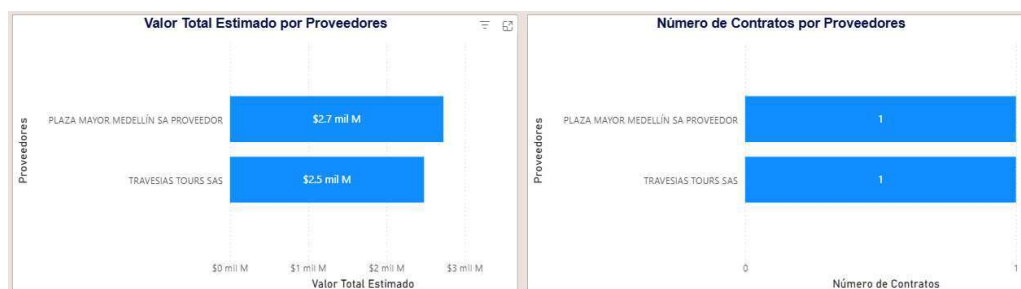 Valor Total Estimado por Proveedores
Proveedores
PLAZA MAYOR MEDELLÍN SA PROVEEDOR
$2.7 mil M
TRAVESIAS TOURS SAS
$2.5 mil M
$0 mil M $1 mil M $2 mil M $3 mil M
Valor Total Estimado
Número de Contratos por Proveedores
Proveedores
PLAZA MAYOR MEDELLÍN SA PROVEEDOR
1
TRAVESIAS TOURS SAS
1
0 1
Número de Contratos